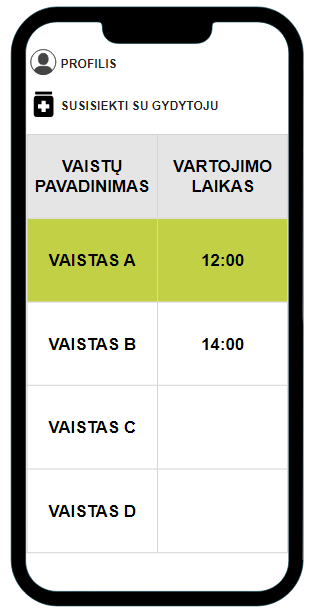 PROFILIS
SUSISIEKTI SU GYDYTOJU
VAISTŲ PAVADINIMAS
VARTOJIMO LAIKAS
VAISTAS A
12:00
VAISTAS B
14:00
VAISTAS C
VAISTAS D